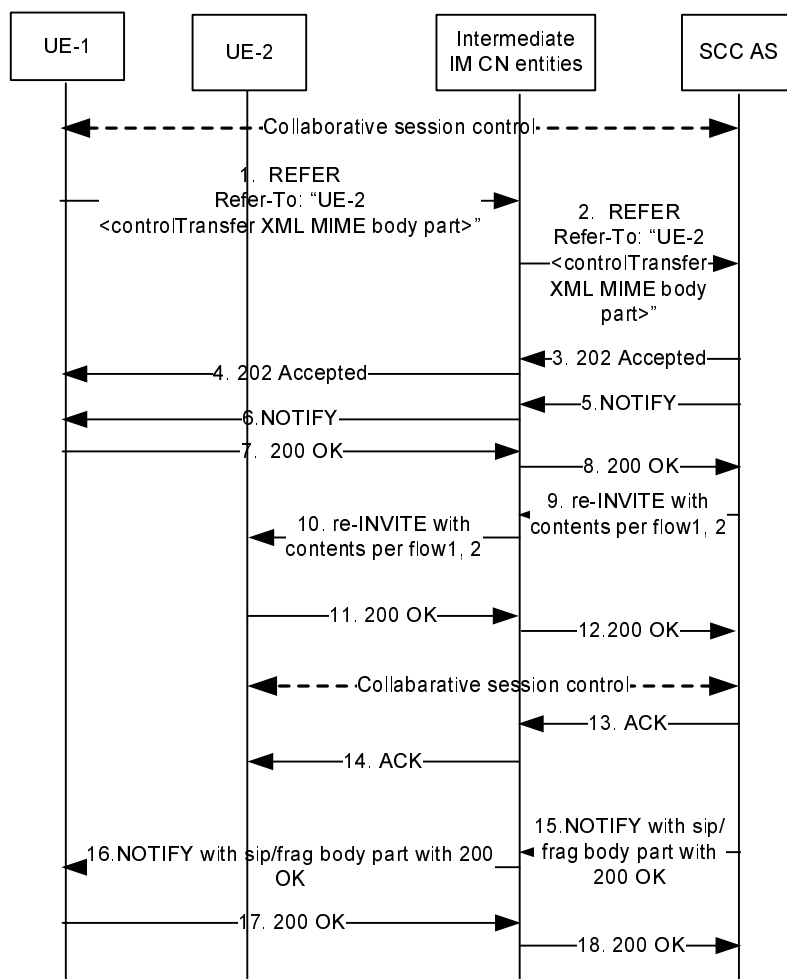 UE-1
UE-2
Intermediate
IM CN entities
SCC AS
Collaborative session control
1. REFER
Refer-To: “UE-2
<controlTransfer XML MIME body part>”
2. REFER
Refer-To: “UE-2
<controlTransfer
XML MIME body
part>”
3. 202 Accepted
4. 202 Accepted
5.NOTIFY
6.NOTIFY
7. 200 OK
8. 200 OK
9. re-INVITE with
contents per flow1, 2
10. re-INVITE with
contents per flow1, 2
11. 200 OK
12.200 OK
Collabarative session control
13. ACK
14. ACK
15.NOTIFY with sip/
frag body part with
200 OK
16.NOTIFY with sip/frag body part with 200
OK
17. 200 OK
18. 200 OK